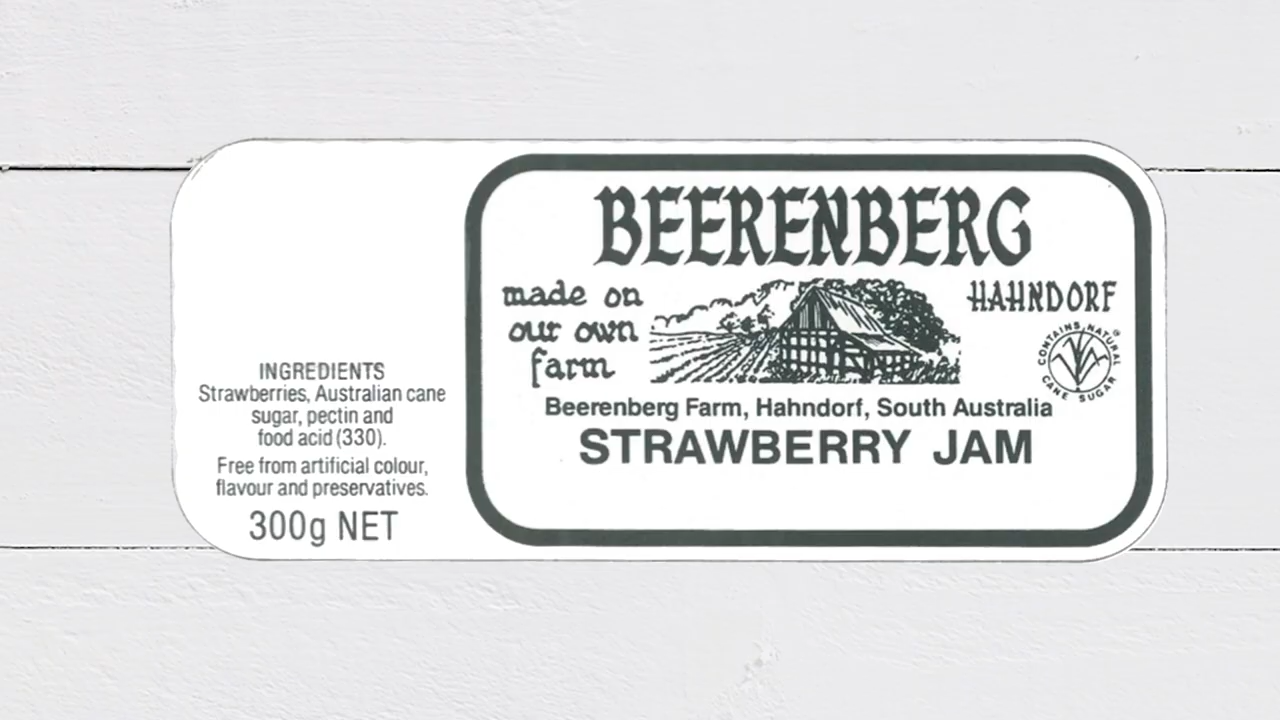 INGREDIENTS
Strawberries, Australian cane
sugar, pectin and
food acid (330).
Free from artificial colour,
flavour and preservatives.
300g NET
BEERENBERG
made on
our own
farm
HAHNDORF
CONTAINS NATURAL
CANE SUGAR
Beerenberg Farm, Hahndorf, South Australia
STRAWBERRY JAM